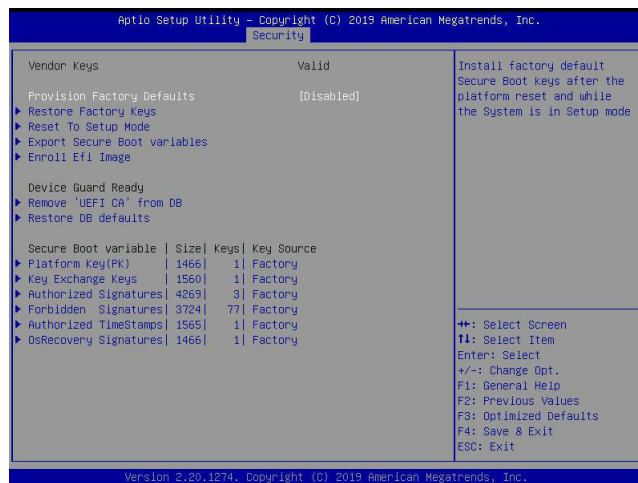 Aptio Setup Utility – Copyright (C) 2019 American Megatrends, Inc.
Security
Vendor Keys Valid
Provision Factory Defaults [Disabled]
Restore Factory Keys
Reset To Setup Mode
Export Secure Boot variables
Enroll Efi Image
Device Guard Ready
Remove 'UEFI CA' from DB
Restore DB defaults
Secure Boot variable | Size| Keys| Key Source
Platform Key(PK) | 1466| 1| Factory
Key Exchange Keys | 1560| 1| Factory
Authorized Signatures| 4269| 3| Factory
Forbidden Signatures| 3724| 77| Factory
Authorized TimeStamps| 1565| 1| Factory
OsRecovery Signatures| 1466| 1| Factory
Install factory default
Secure Boot keys after the
platform reset and while
the System is in Setup mode
→←: Select Screen
↑↓: Select Item
Enter: Select
+/-: Change Opt.
F1: General Help
F2: Previous Values
F3: Optimized Defaults
F4: Save & Exit
ESC: Exit
Version 2.20.1274. Copyright (C) 2019 American Megatrends, Inc.